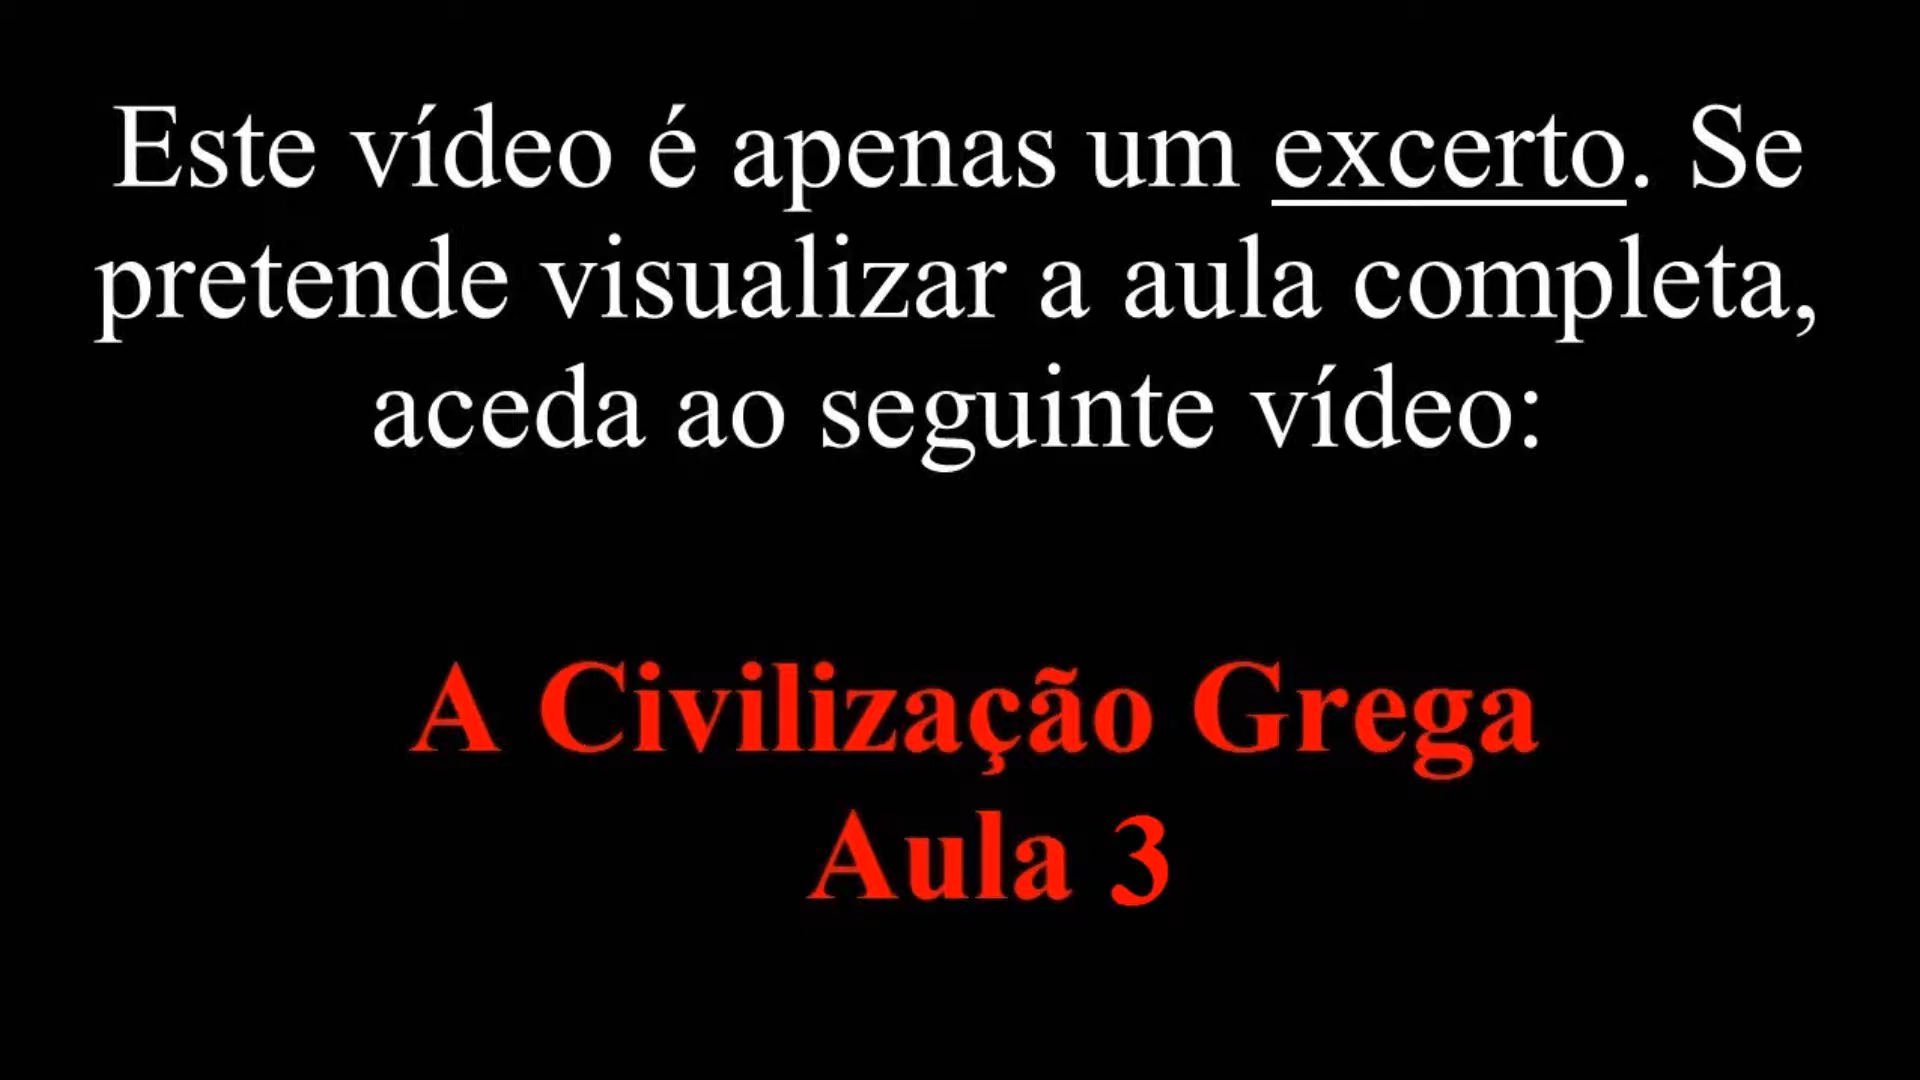 Este vídeo é apenas um excerto. Se
pretende visualizar a aula completa,
aceda ao seguinte vídeo:
A Civilização Grega
Aula 3